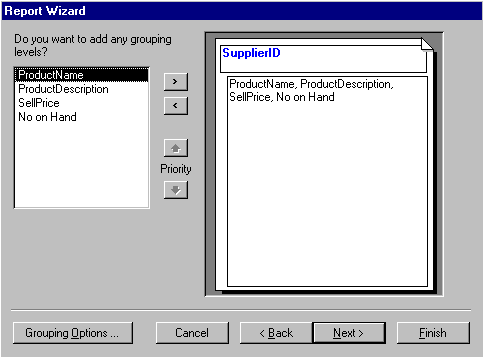 Report Wizard
Do you want to add any grouping
levels?
ProductName
ProductDescription
SellPrice
No on Hand
>
<
Priority
SupplierID
ProductName, ProductDescription,
SellPrice, No on Hand
Grouping Options ...
Cancel
< Back
Next >
Finish